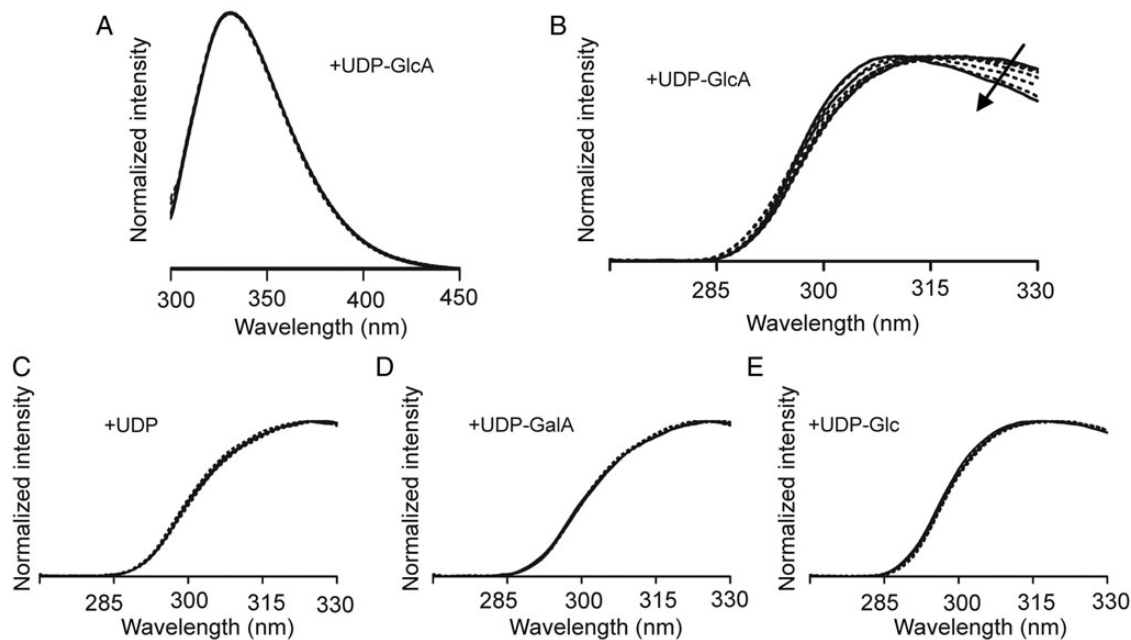 A
Normalized intensity
+UDP-GlcA
300
350
400
450
Wavelength (nm)
B
Normalized intensity
+UDP-GlcA
285
300
315
330
Wavelength (nm)
C
Normalized intensity
+UDP
285
300
315
330
Wavelength (nm)
D
Normalized intensity
+UDP-GalA
285
300
315
330
Wavelength (nm)
E
Normalized intensity
+UDP-Glc
285
300
315
330
Wavelength (nm)